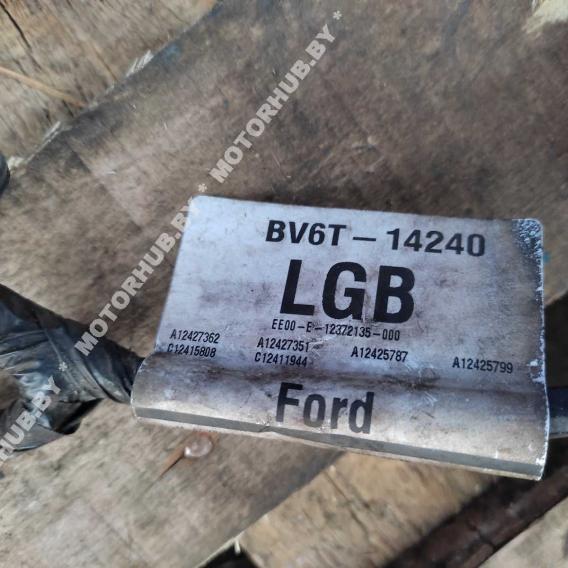 * MOTORHUB.BY * MOTORHUB.BY * MOTORHUB.BY *
BV6T-14240
LGB
EE00-E-12372135-000
A12427362 A12427351 A12425787 A12425799
C12415808 C12411944
Ford